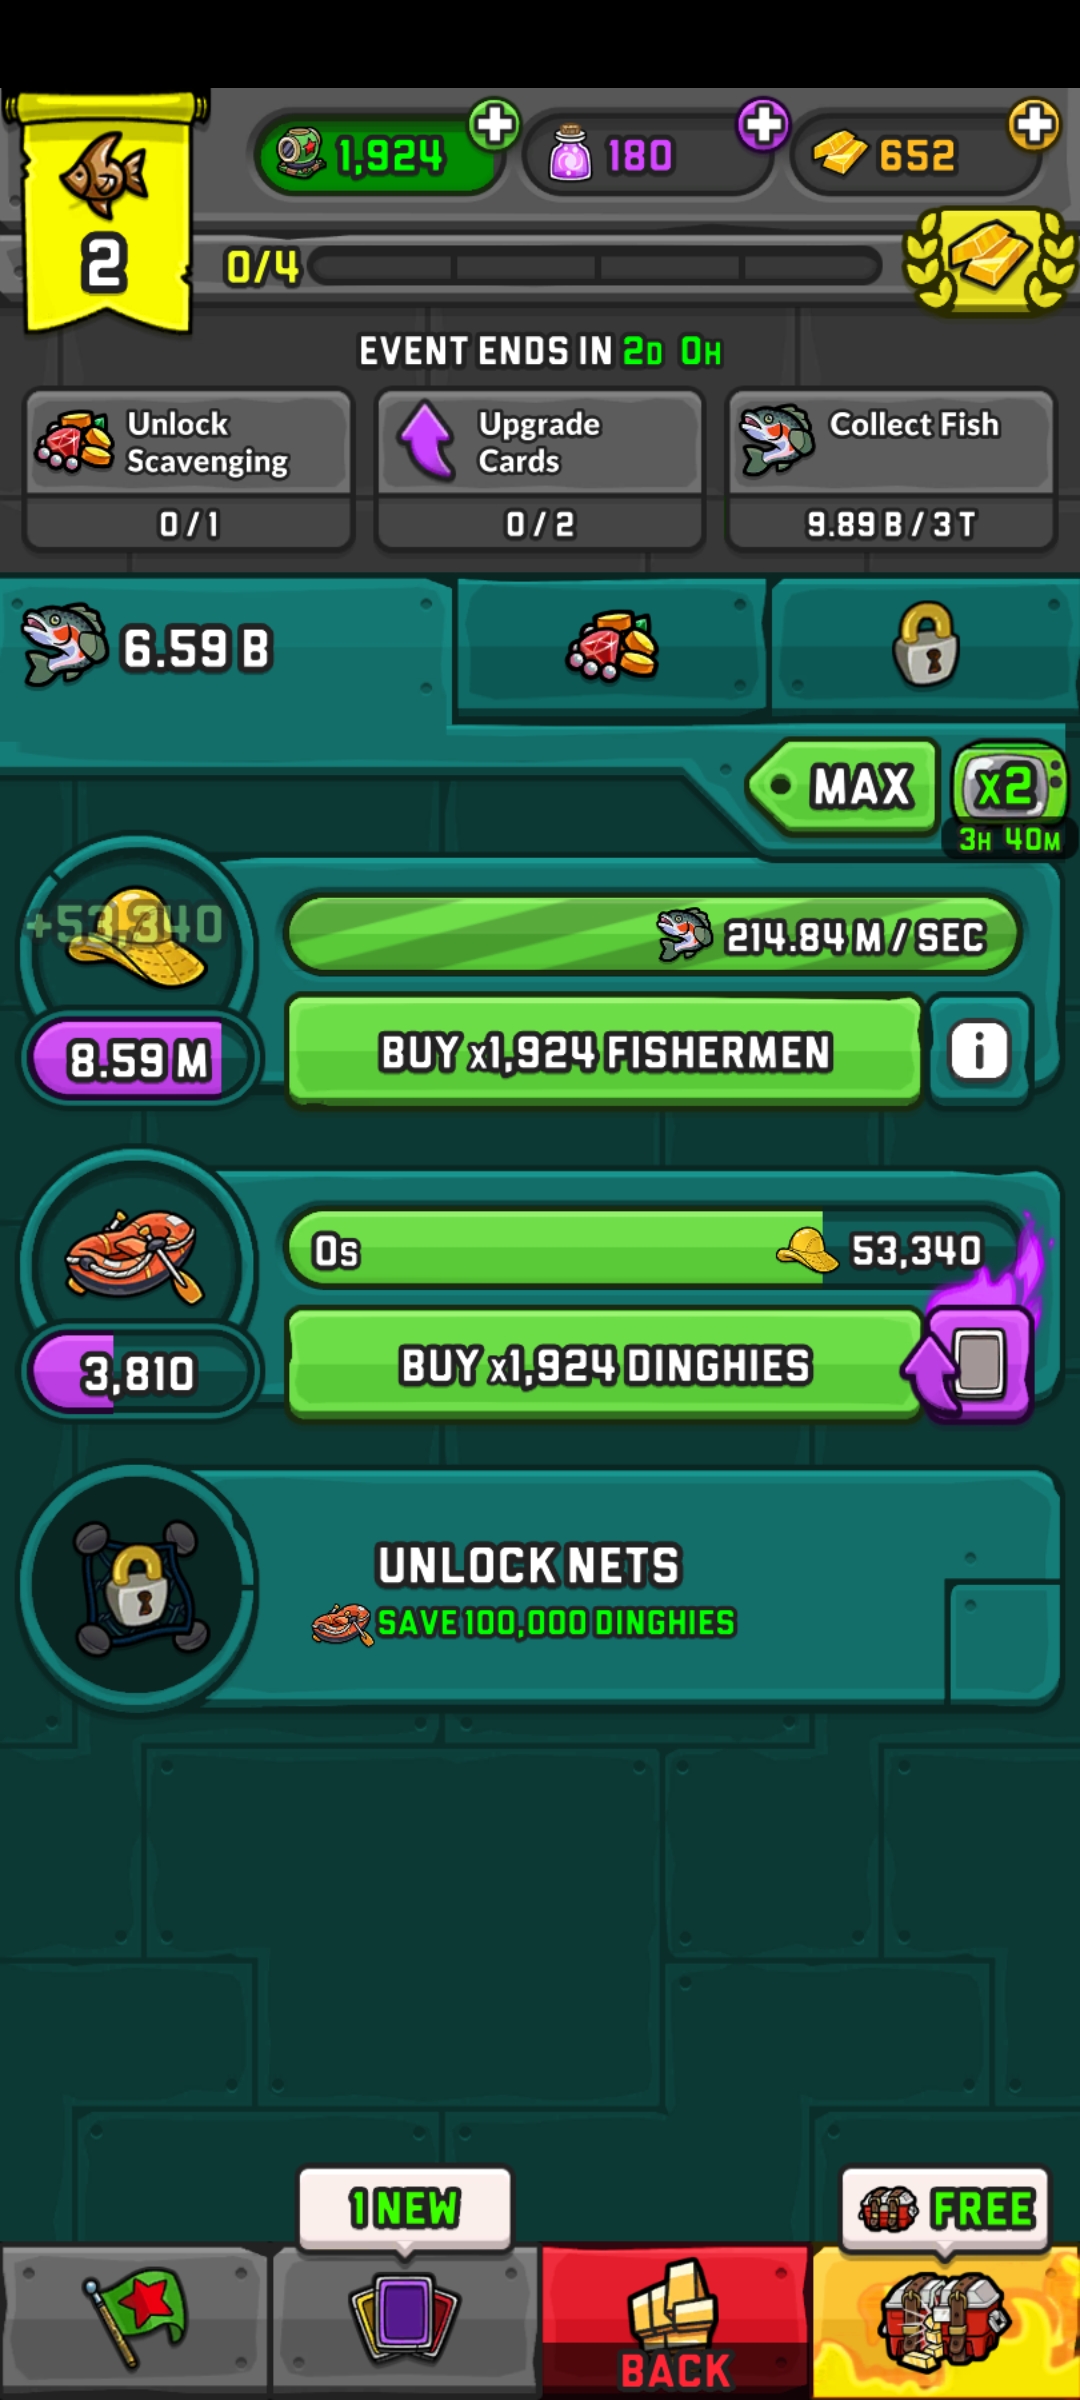 1,924
180
652
2
0/4
EVENT ENDS IN 2D 0H
Unlock
Scavenging
0 / 1
Upgrade
Cards
0 / 2
Collect Fish
9.89 B / 3 T
6.59 B
MAX
x2
3H 40M
+53,340
214.84 M / SEC
8.59 M
BUY x1,924 FISHERMEN
i
0s
53,340
3,810
BUY x1,924 DINGHIES
UNLOCK NETS
SAVE 100,000 DINGHIES
1 NEW
FREE
BACK